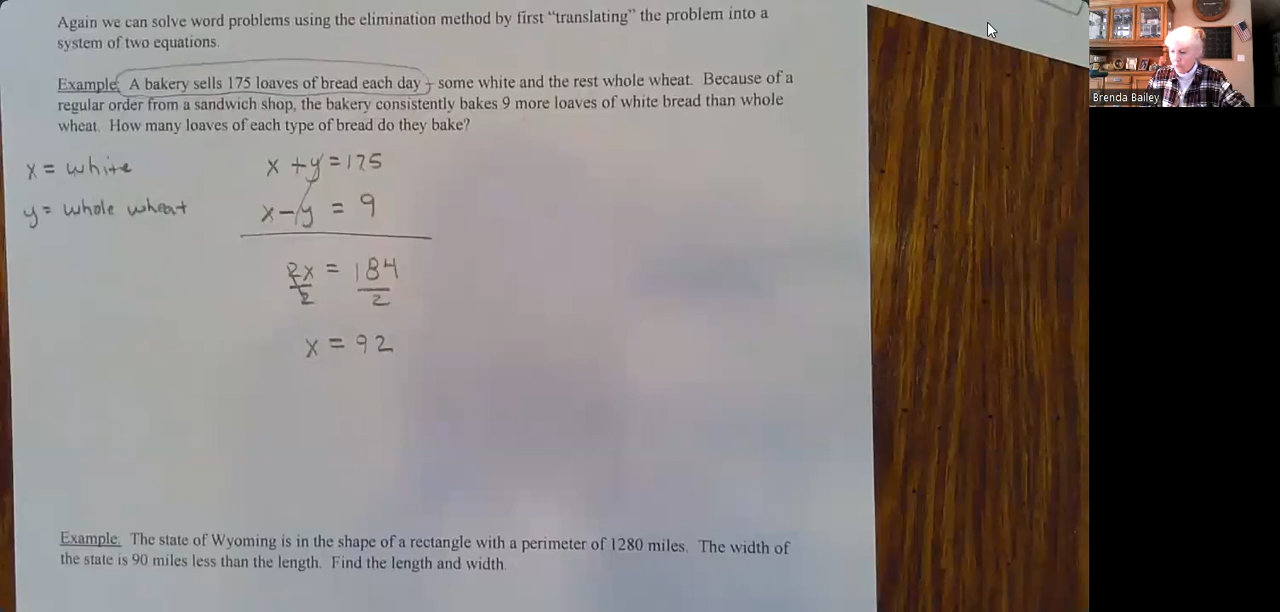 Again we can solve word problems using the elimination method by first “translating” the problem into a
system of two equations.
Example: A bakery sells 175 loaves of bread each day – some white and the rest whole wheat. Because of a
regular order from a sandwich shop, the bakery consistently bakes 9 more loaves of white bread than whole
wheat. How many loaves of each type of bread do they bake?
x = white
x + y = 175
y = whole wheat
x - y = 9
2x = 184
2 2
x = 92
Example: The state of Wyoming is in the shape of a rectangle with a perimeter of 1280 miles. The width of
the state is 90 miles less than the length. Find the length and width.
Brenda Bailey